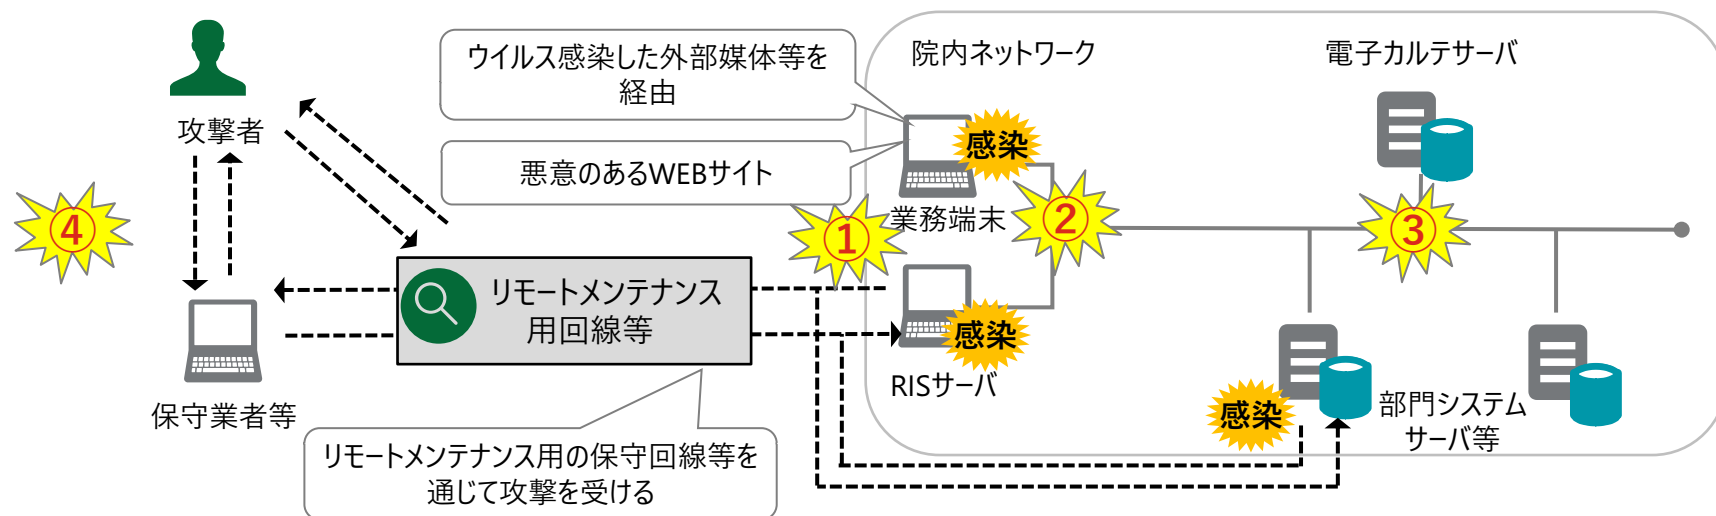 攻撃者
④
保守業者等
ウイルス感染した外部媒体等を
経由
悪意のあるWEBサイト
リモートメンテナンス
用回線等
リモートメンテナンス用の保守回線等を
通じて攻撃を受ける
院内ネットワーク
電子カルテサーバ
感染
業務端末
①
②
③
感染
RISサーバ
感染
部門システム
サーバ等